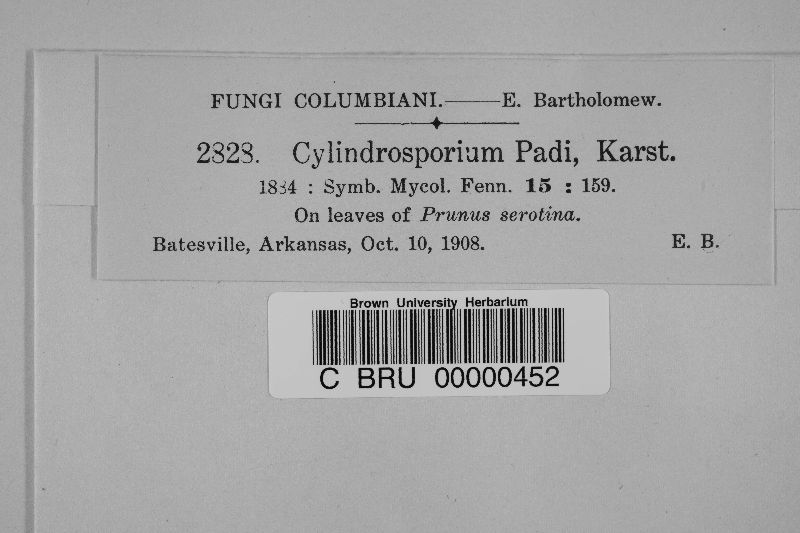 FUNGI COLUMBIANI.——E. Bartholomew.
2823. Cylindrosporium Padi, Karst.
1884 : Symb. Mycol. Fenn. 15 : 159.
On leaves of Prunus serotina.
Batesville, Arkansas, Oct. 10, 1908. E. B.
Brown University Herbarium
C BRU 00000452